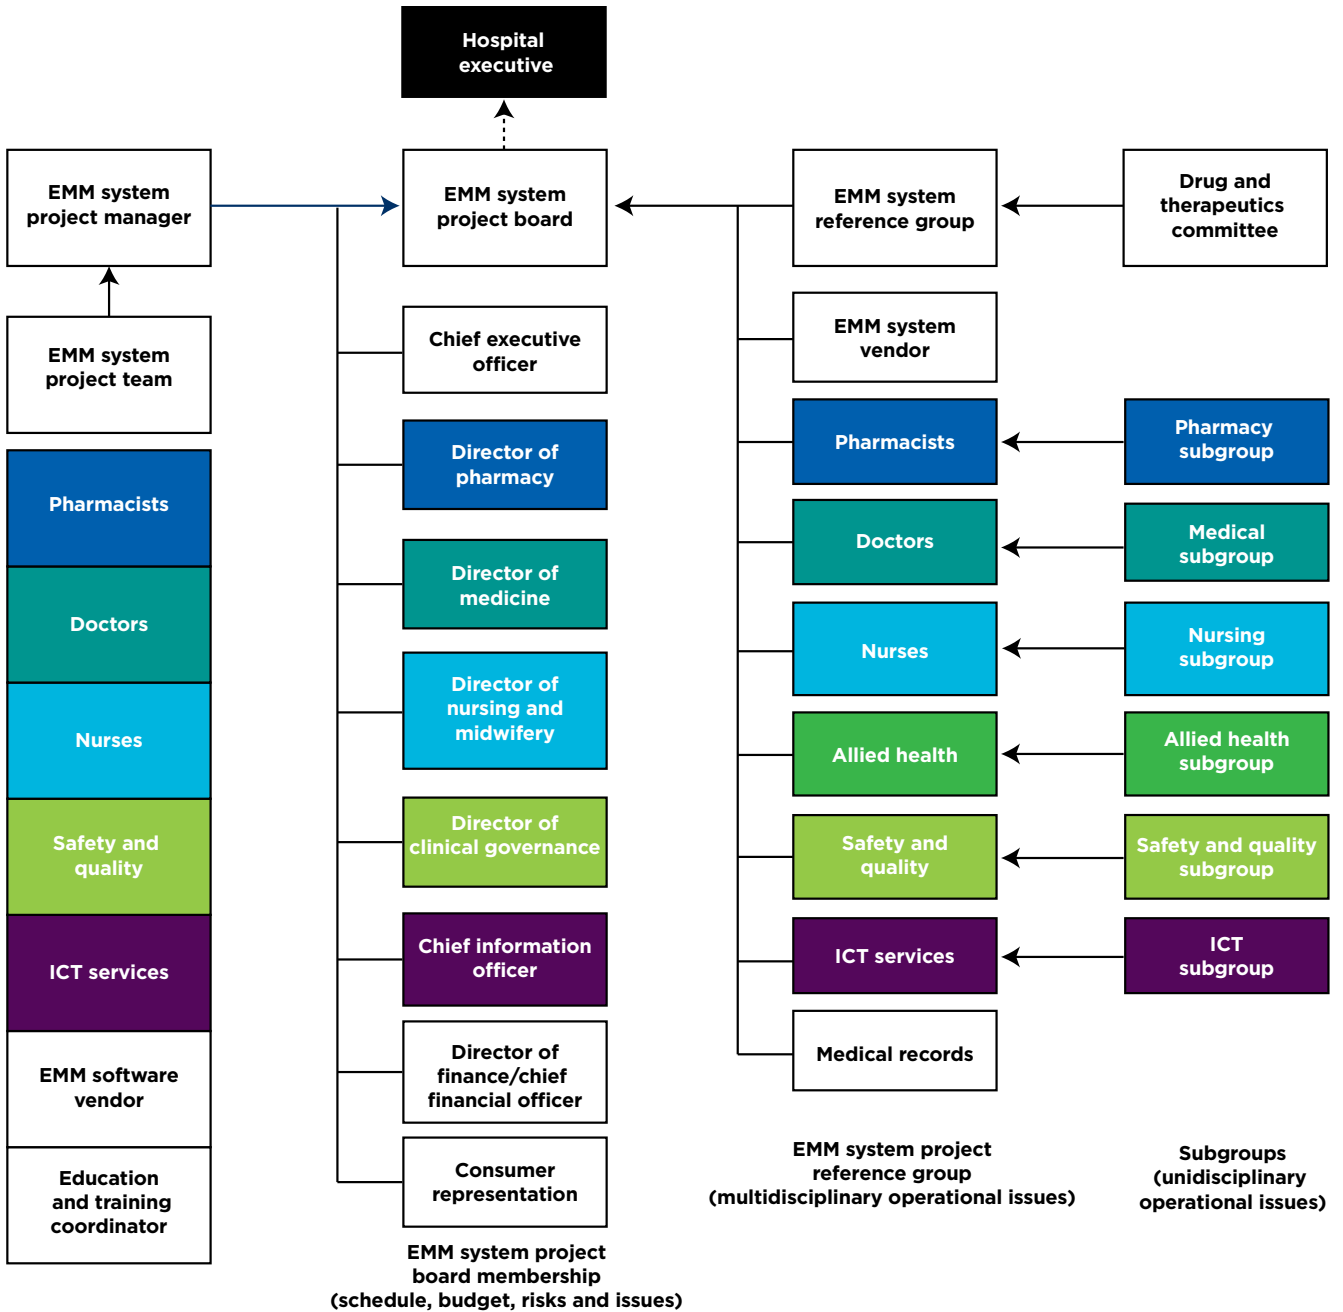 Hospital
executive
EMM system
project manager
EMM system
project board
EMM system
reference group
Drug and
therapeutics
committee
EMM system
project team
Pharmacists
Doctors
Nurses
Safety and
quality
ICT services
EMM software
vendor
Education
and training
coordinator
Chief executive
officer
Director of
pharmacy
Director of
medicine
Director of
nursing and
midwifery
Director of
clinical governance
Chief information
officer
Director of
finance/chief
financial officer
Consumer
representation
EMM system project
board membership
(schedule, budget, risks and issues)
EMM system
vendor
Pharmacists
Doctors
Nurses
Allied health
Safety and
quality
ICT services
Medical records
EMM system project
reference group
(multidisciplinary operational issues)
Pharmacy
subgroup
Medical
subgroup
Nursing
subgroup
Allied health
subgroup
Safety and quality
subgroup
ICT
subgroup
Subgroups
(unidisciplinary
operational issues)